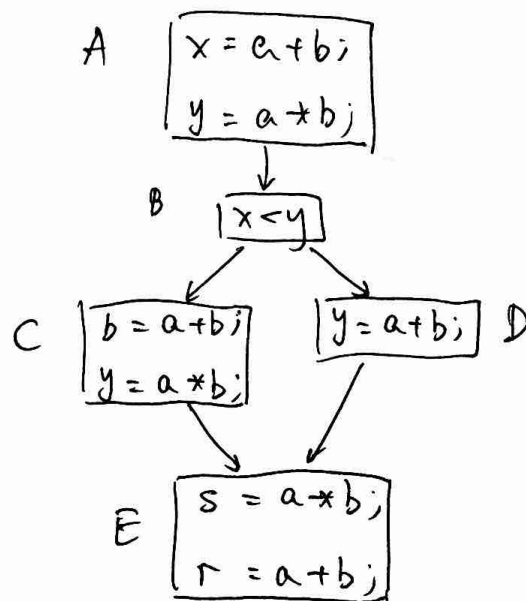 A
x = a + b;
y = a * b;
B
x < y
C
b = a + b;
y = a * b;
y = a + b;
D
E
s = a * b;
r = a + b;